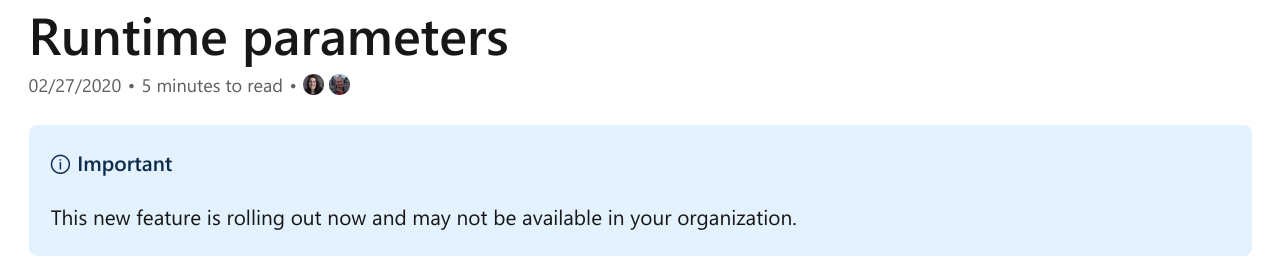 Runtime parameters
02/27/2020 • 5 minutes to read •
Important
This new feature is rolling out now and may not be available in your organization.